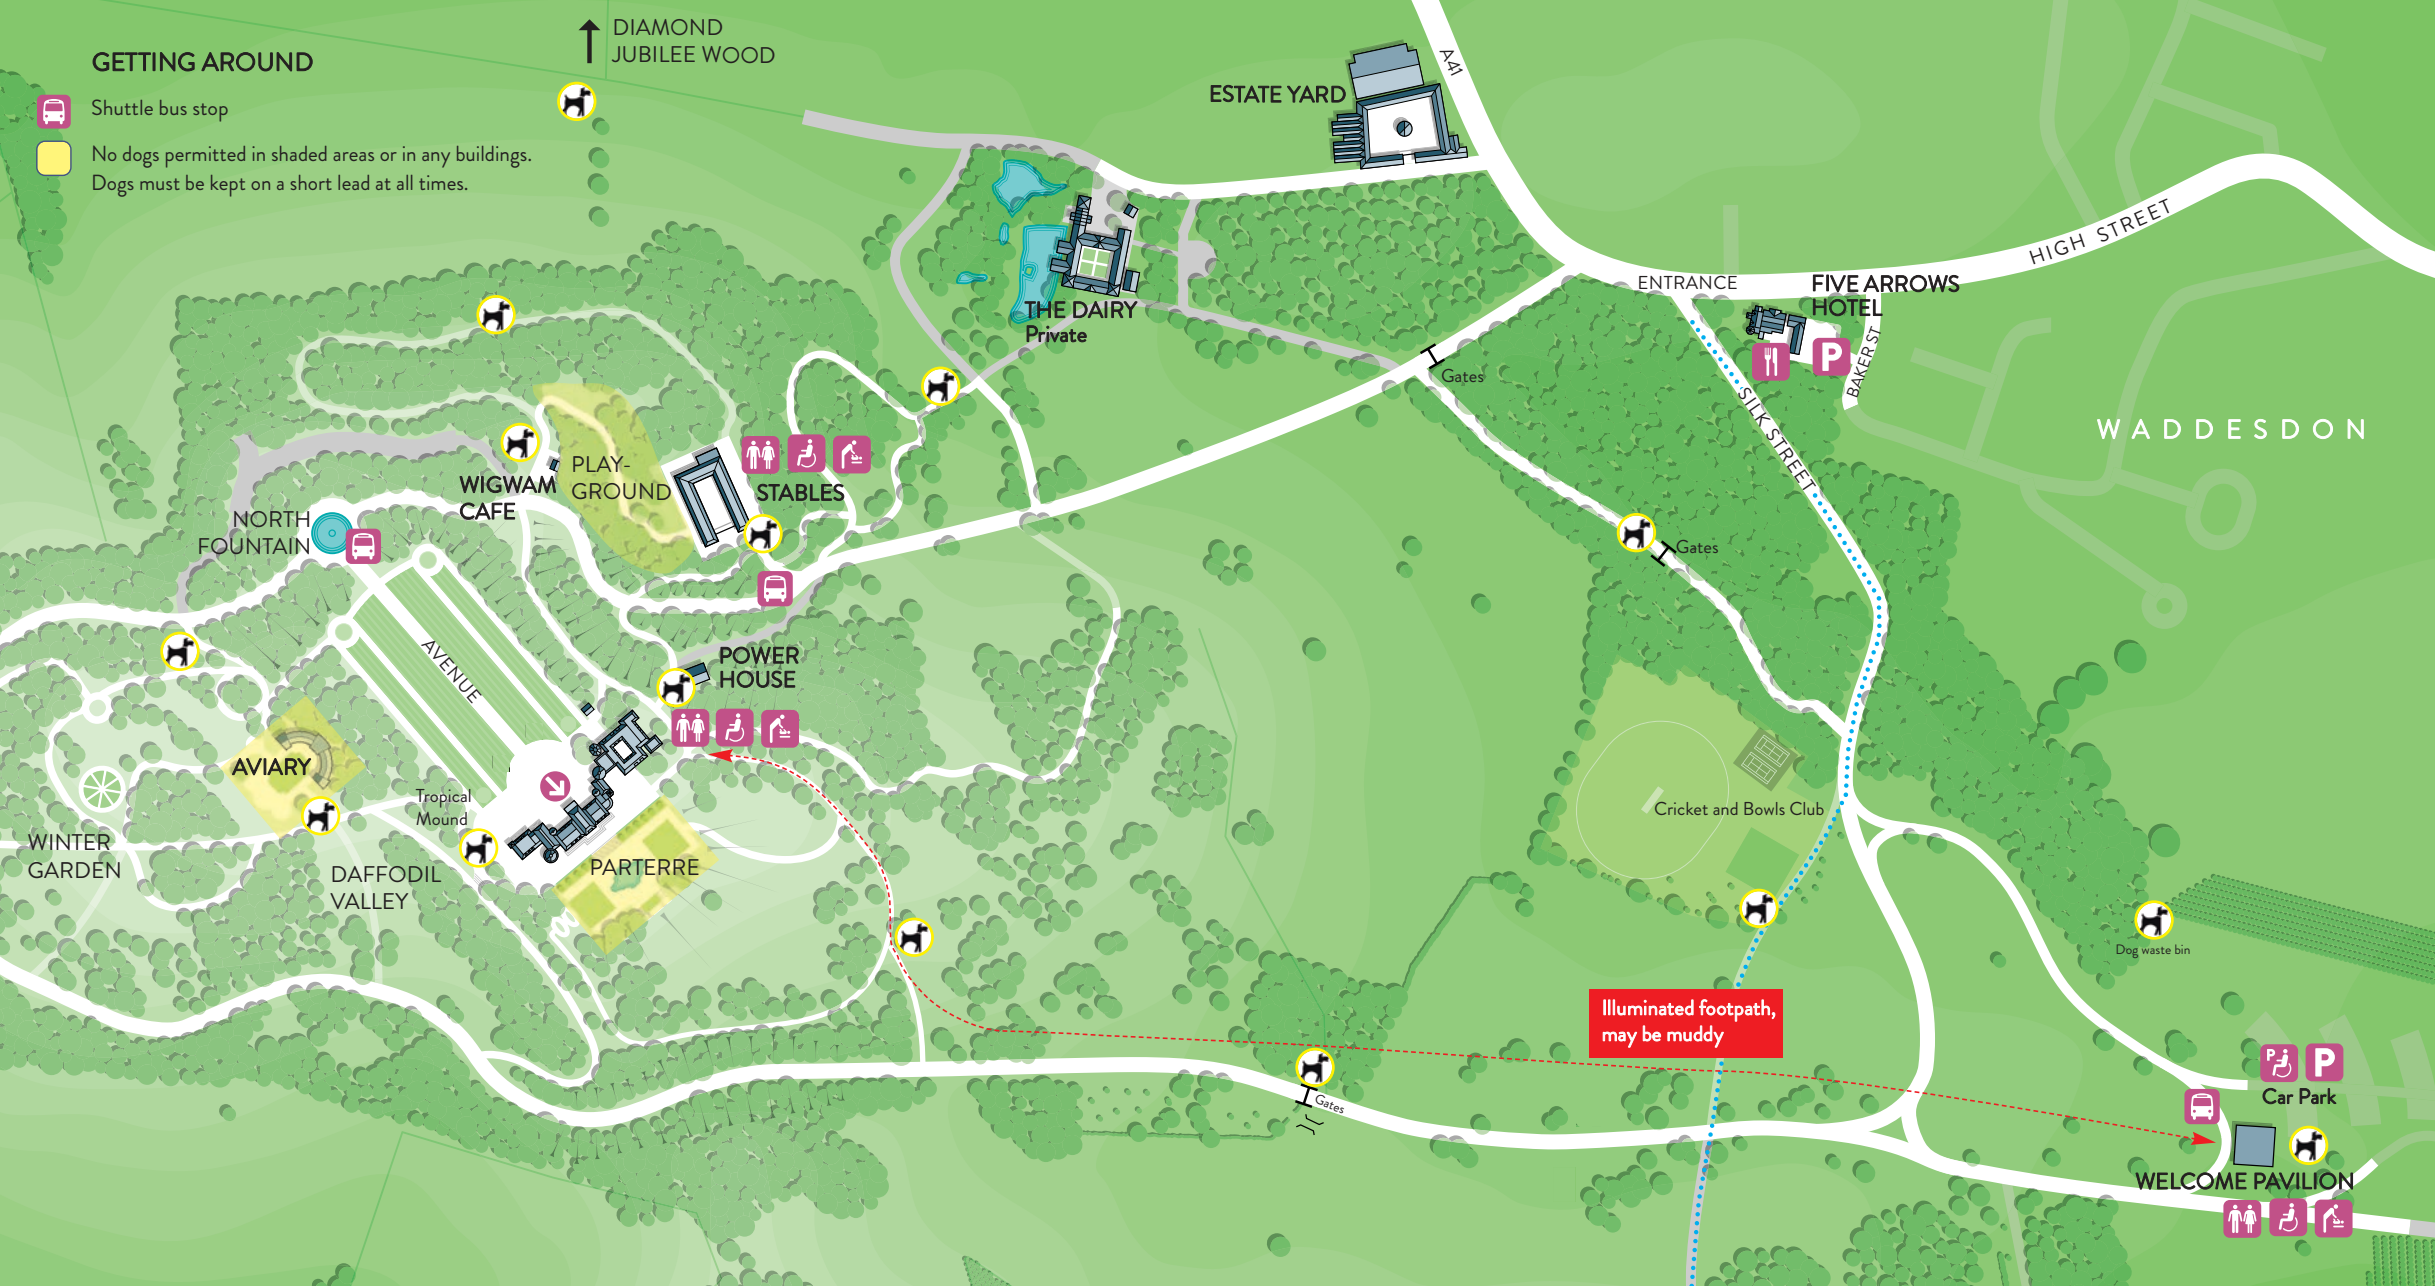 DIAMOND
JUBILEE WOOD
GETTING AROUND
Shuttle bus stop
No dogs permitted in shaded areas or in any buildings.
Dogs must be kept on a short lead at all times.
ESTATE YARD
A41
HIGH STREET
ENTRANCE
FIVE ARROWS
HOTEL
P
BAKER ST
SILK STREET
WADDESDON
THE DAIRY
Private
Gates
PLAY-
GROUND
WIGWAM
CAFE
STABLES
NORTH
FOUNTAIN
Gates
AVENUE
POWER
HOUSE
AVIARY
Tropical
Mound
WINTER
GARDEN
DAFFODIL
VALLEY
PARTERRE
Cricket and Bowls Club
Dog waste bin
Illuminated footpath,
may be muddy
Gates
P
P
Car Park
WELCOME PAVILION